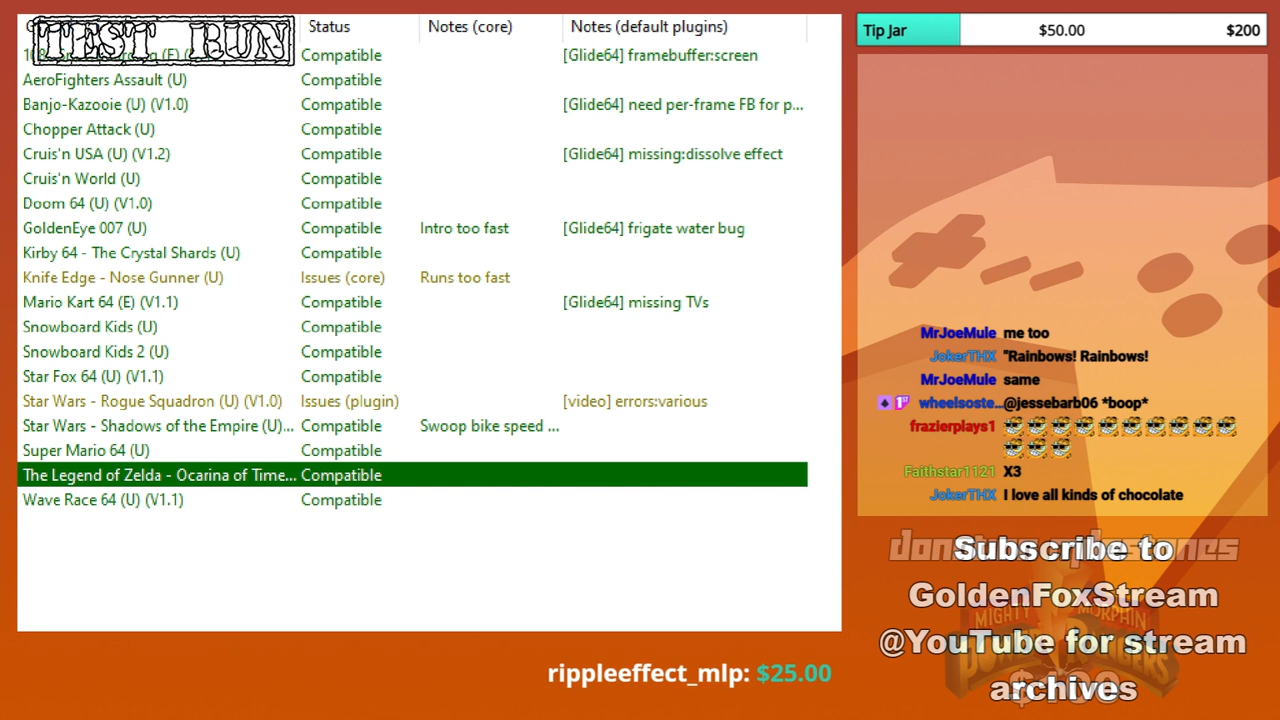 TEST RUN
Status Notes (core) Notes (default plugins)
Compatible [Glide64] framebuffer:screen
AeroFighters Assault (U) Compatible
Banjo-Kazooie (U) (V1.0) Compatible [Glide64] need per-frame FB for p...
Chopper Attack (U) Compatible
Cruis'n USA (U) (V1.2) Compatible [Glide64] missing:dissolve effect
Cruis'n World (U) Compatible
Doom 64 (U) (V1.0) Compatible
GoldenEye 007 (U) Compatible Intro too fast [Glide64] frigate water bug
Kirby 64 - The Crystal Shards (U) Compatible
Knife Edge - Nose Gunner (U) Issues (core) Runs too fast
Mario Kart 64 (E) (V1.1) Compatible [Glide64] missing TVs
Snowboard Kids (U) Compatible
Snowboard Kids 2 (U) Compatible
Star Fox 64 (U) (V1.1) Compatible
Star Wars - Rogue Squadron (U) (V1.0) Issues (plugin) [video] errors:various
Star Wars - Shadows of the Empire (U)... Compatible Swoop bike speed ...
Super Mario 64 (U) Compatible
The Legend of Zelda - Ocarina of Time... Compatible
Wave Race 64 (U) (V1.1) Compatible
rippleeffect_mlp: $25.00
Tip Jar $50.00 $200
MrJoeMule me too
JokerTHX "Rainbows! Rainbows!
MrJoeMule same
1ST wheelsoste... @jessebarb06 *boop*
frazierplays1
Faithstar1121 X3
JokerTHX I love all kinds of chocolate
Subscribe to
GoldenFoxStream
@YouTube for stream
archives
MIGHTY MORPHIN